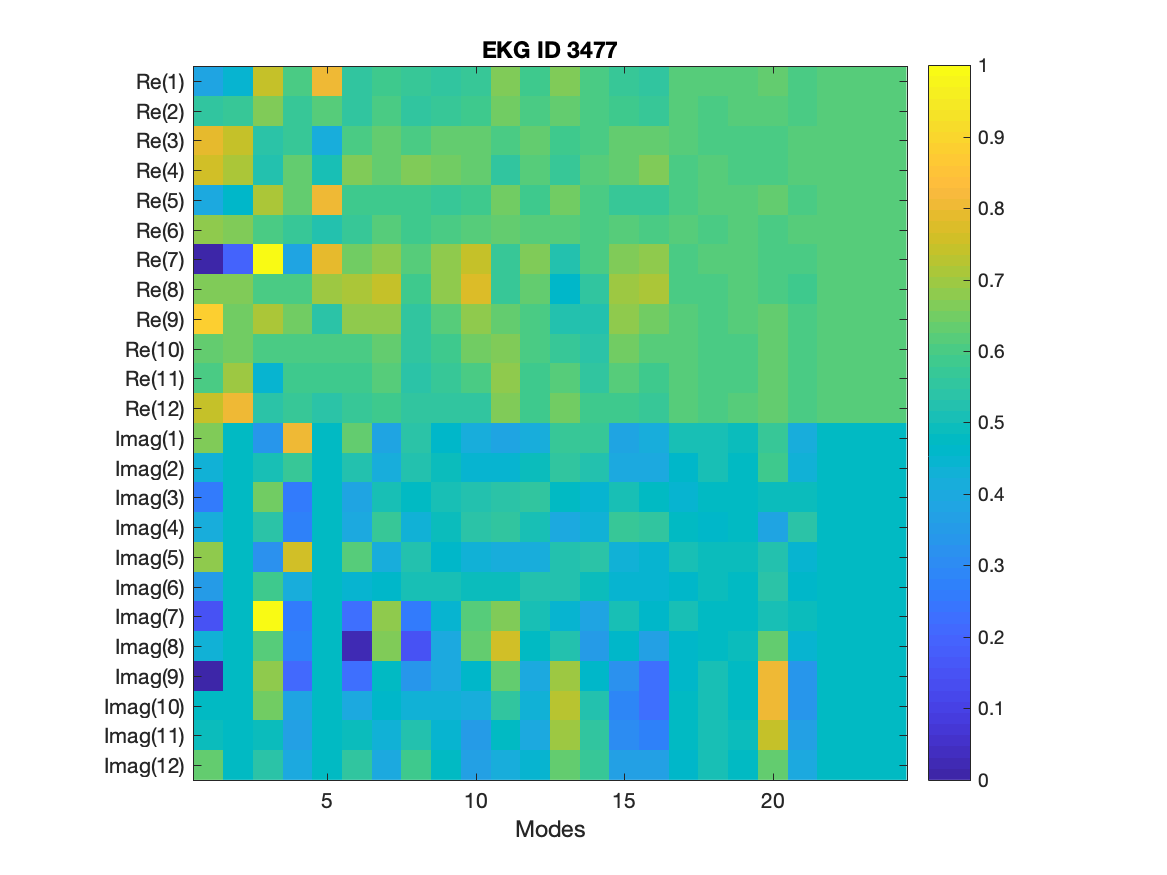 EKG ID 3477
Re(1)
Re(2)
Re(3)
Re(4)
Re(5)
Re(6)
Re(7)
Re(8)
Re(9)
Re(10)
Re(11)
Re(12)
Imag(1)
Imag(2)
Imag(3)
Imag(4)
Imag(5)
Imag(6)
Imag(7)
Imag(8)
Imag(9)
Imag(10)
Imag(11)
Imag(12)
5 10 15 20
Modes
1
0.9
0.8
0.7
0.6
0.5
0.4
0.3
0.2
0.1
0